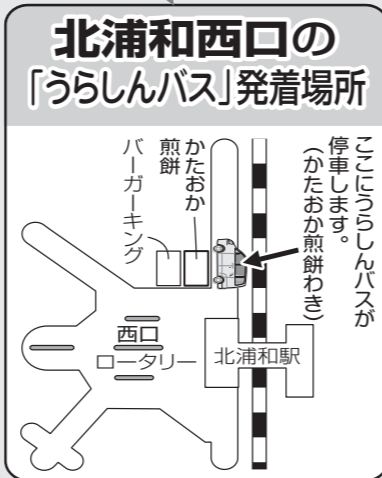 北浦和西口の
「うらしんバス」発着場所
ここにうらしんバスが
停車します。
(かたおか煎餅わき)
かたおか
煎餅
バーガーキング
西口
ロータリー
北浦和駅